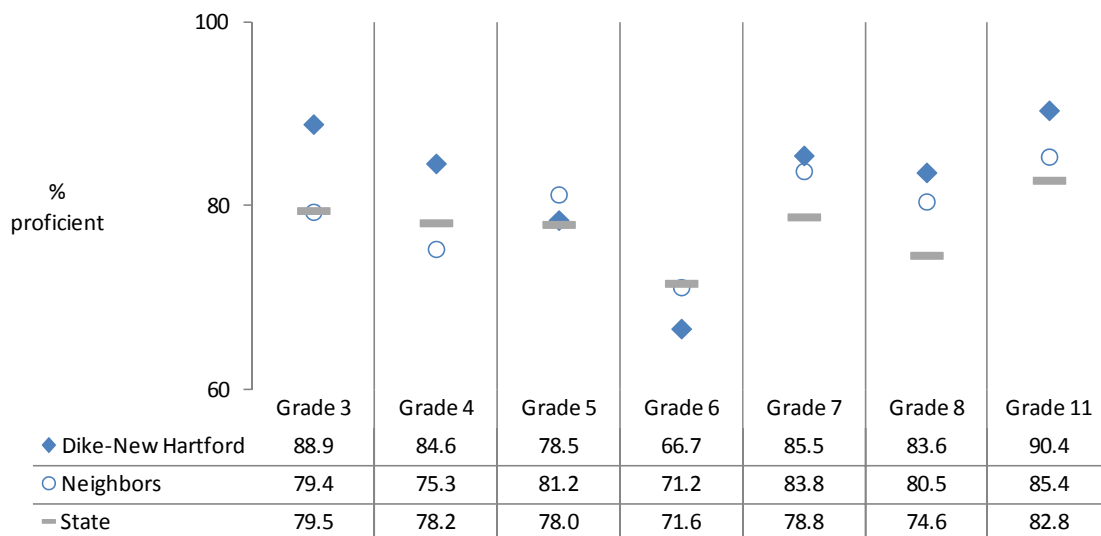 100
%
proficient
80
60
Grade 3 Grade 4 Grade 5 Grade 6 Grade 7 Grade 8 Grade 11
Dike-New Hartford 88.9 84.6 78.5 66.7 85.5 83.6 90.4
Neighbors 79.4 75.3 81.2 71.2 83.8 80.5 85.4
State 79.5 78.2 78.0 71.6 78.8 74.6 82.8